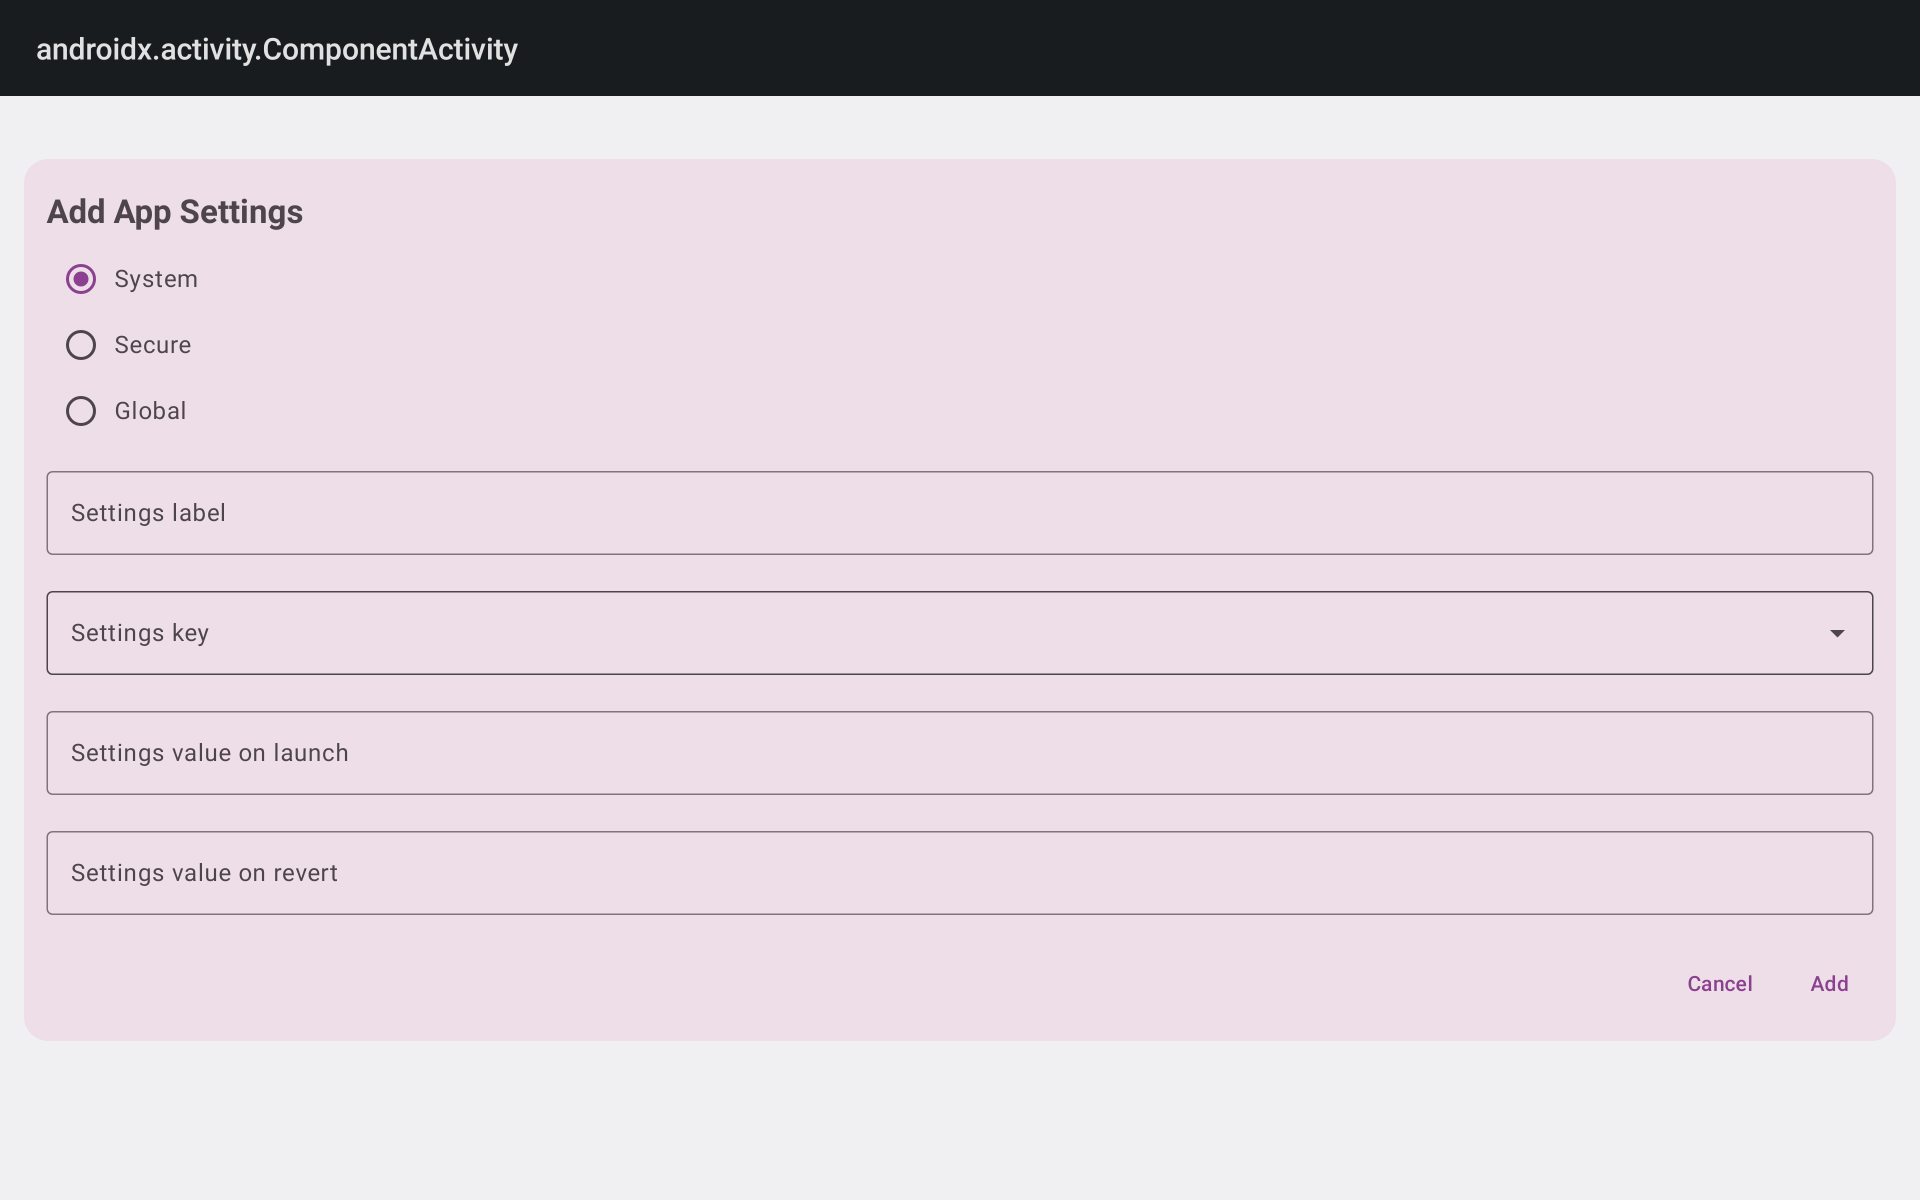 androidx.activity.ComponentActivity
Add App Settings
System
Secure
Global
Settings label
Settings key
Settings value on launch
Settings value on revert
Cancel Add